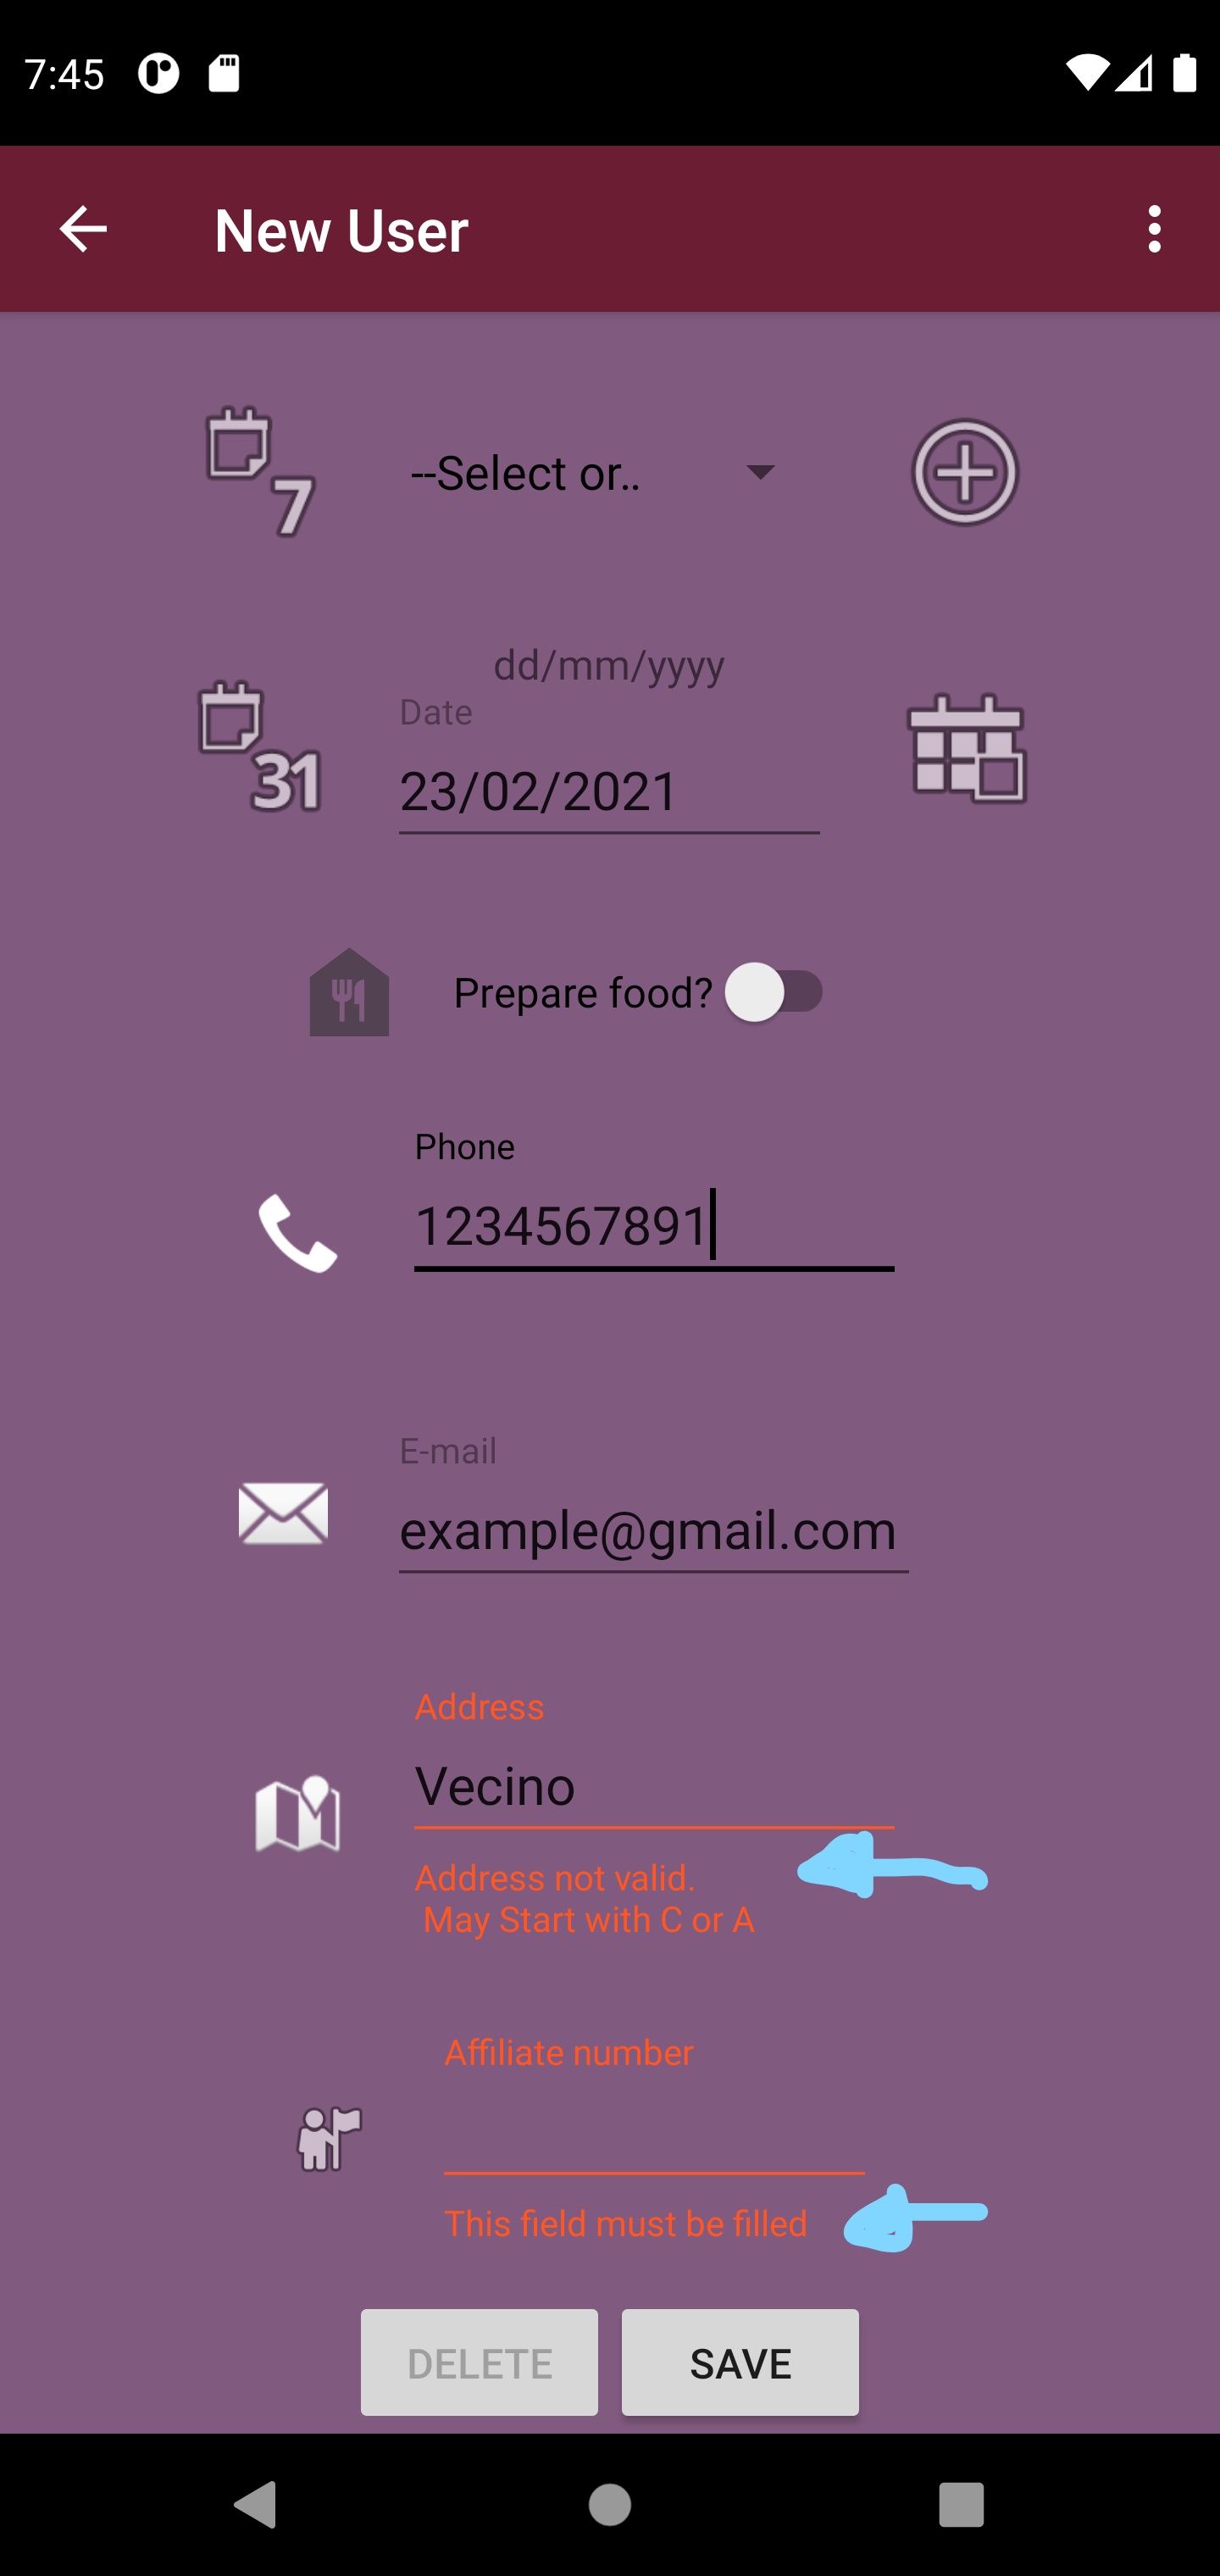 7:45
New User
7
--Select or..
dd/mm/yyyy
Date
31
23/02/2021
Prepare food?
Phone
1234567891
E-mail
example@gmail.com
Address
Vecino
Address not valid.
May Start with C or A
Affiliate number
This field must be filled
DELETE
SAVE